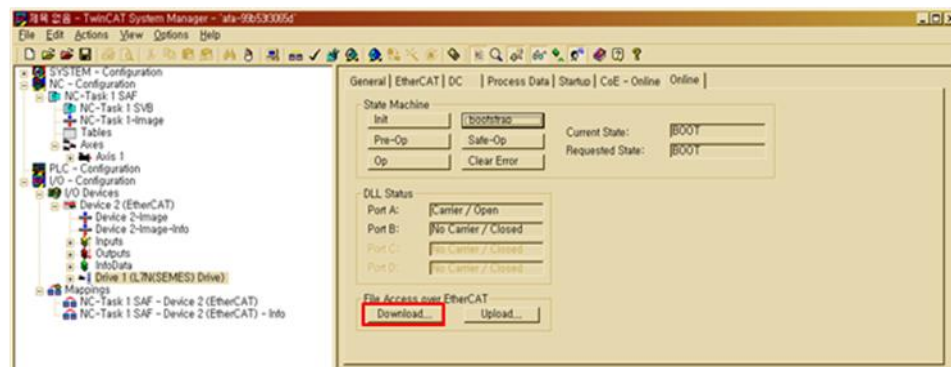 제목 없음 - TwinCAT System Manager - 'afa-99b53f3065d'
File Edit Actions View Options Help
SYSTEM - Configuration
NC - Configuration
NC-Task 1 SAF
NC-Task 1 SVB
NC-Task 1-Image
Tables
Axes
Axis 1
PLC - Configuration
I/O - Configuration
I/O Devices
Device 2 (EtherCAT)
Device 2-Image
Device 2-Image-Info
Inputs
Outputs
InfoData
Drive 1 (L7N(SEMES) Drive)
Mappings
NC-Task 1 SAF - Device 2 (EtherCAT)
NC-Task 1 SAF - Device 2 (EtherCAT) - Info
General EtherCAT DC Process Data Startup CoE - Online Online
State Machine
Init bootstrap
Pre-Op Safe-Op
Op Clear Error
Current State: BOOT
Requested State: BOOT
DLL Status
Port A: Carrier / Open
Port B: No Carrier / Closed
Port C: No Carrier / Closed
Port D: No Carrier / Closed
File Access over EtherCAT
Download... Upload...